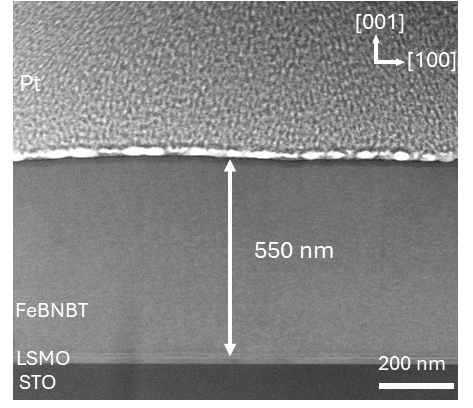 [001]
[100]
Pt
550 nm
FeBNBT
LSMO
200 nm
STO